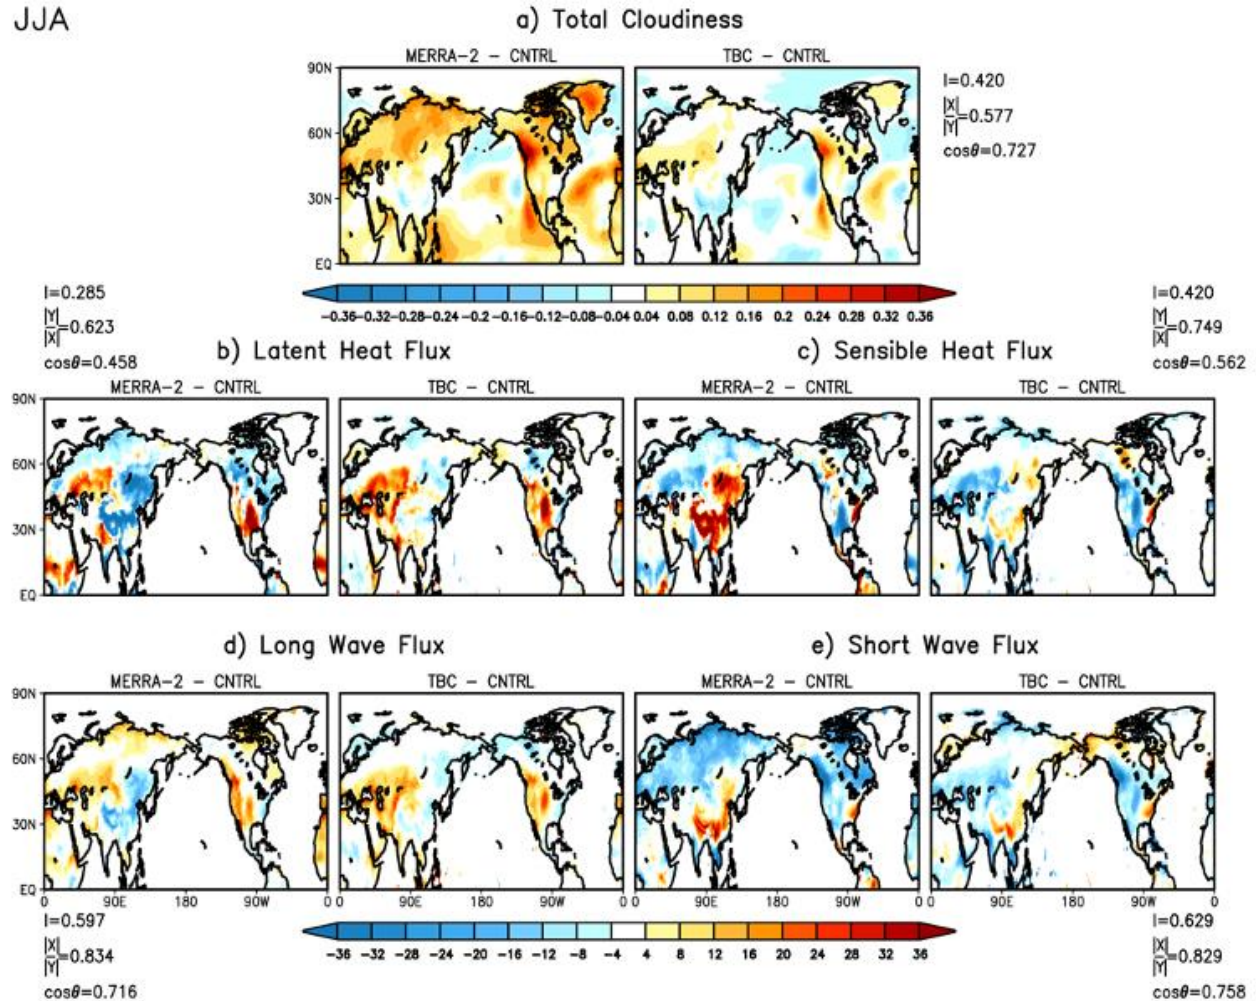 JJA
a) Total Cloudiness
MERRA-2 - CNTRL
TBC - CNTRL
90N
60N
30N
EQ
I=0.420
|X|
|Y|
=0.577
cosθ=0.727
-0.36 -0.32 -0.28 -0.24 -0.2 -0.16 -0.12 -0.08 -0.04 0.04 0.08 0.12 0.16 0.2 0.24 0.28 0.32 0.36
I=0.285
|Y|
|X|
=0.623
cosθ=0.458
I=0.420
|Y|
|X|
=0.749
cosθ=0.562
b) Latent Heat Flux
c) Sensible Heat Flux
MERRA-2 - CNTRL
TBC - CNTRL
MERRA-2 - CNTRL
TBC - CNTRL
90N
60N
30N
EQ
d) Long Wave Flux
e) Short Wave Flux
MERRA-2 - CNTRL
TBC - CNTRL
MERRA-2 - CNTRL
TBC - CNTRL
90N
60N
30N
EQ
0 90E 180 90W 0 90E 180 90W 0 90E 180 90W 0 90E 180 90W 0
I=0.597
|X|
|Y|
=0.834
cosθ=0.716
-36 -32 -28 -24 -20 -16 -12 -8 -4 4 8 12 16 20 24 28 32 36
I=0.629
|X|
|Y|
=0.829
cosθ=0.758